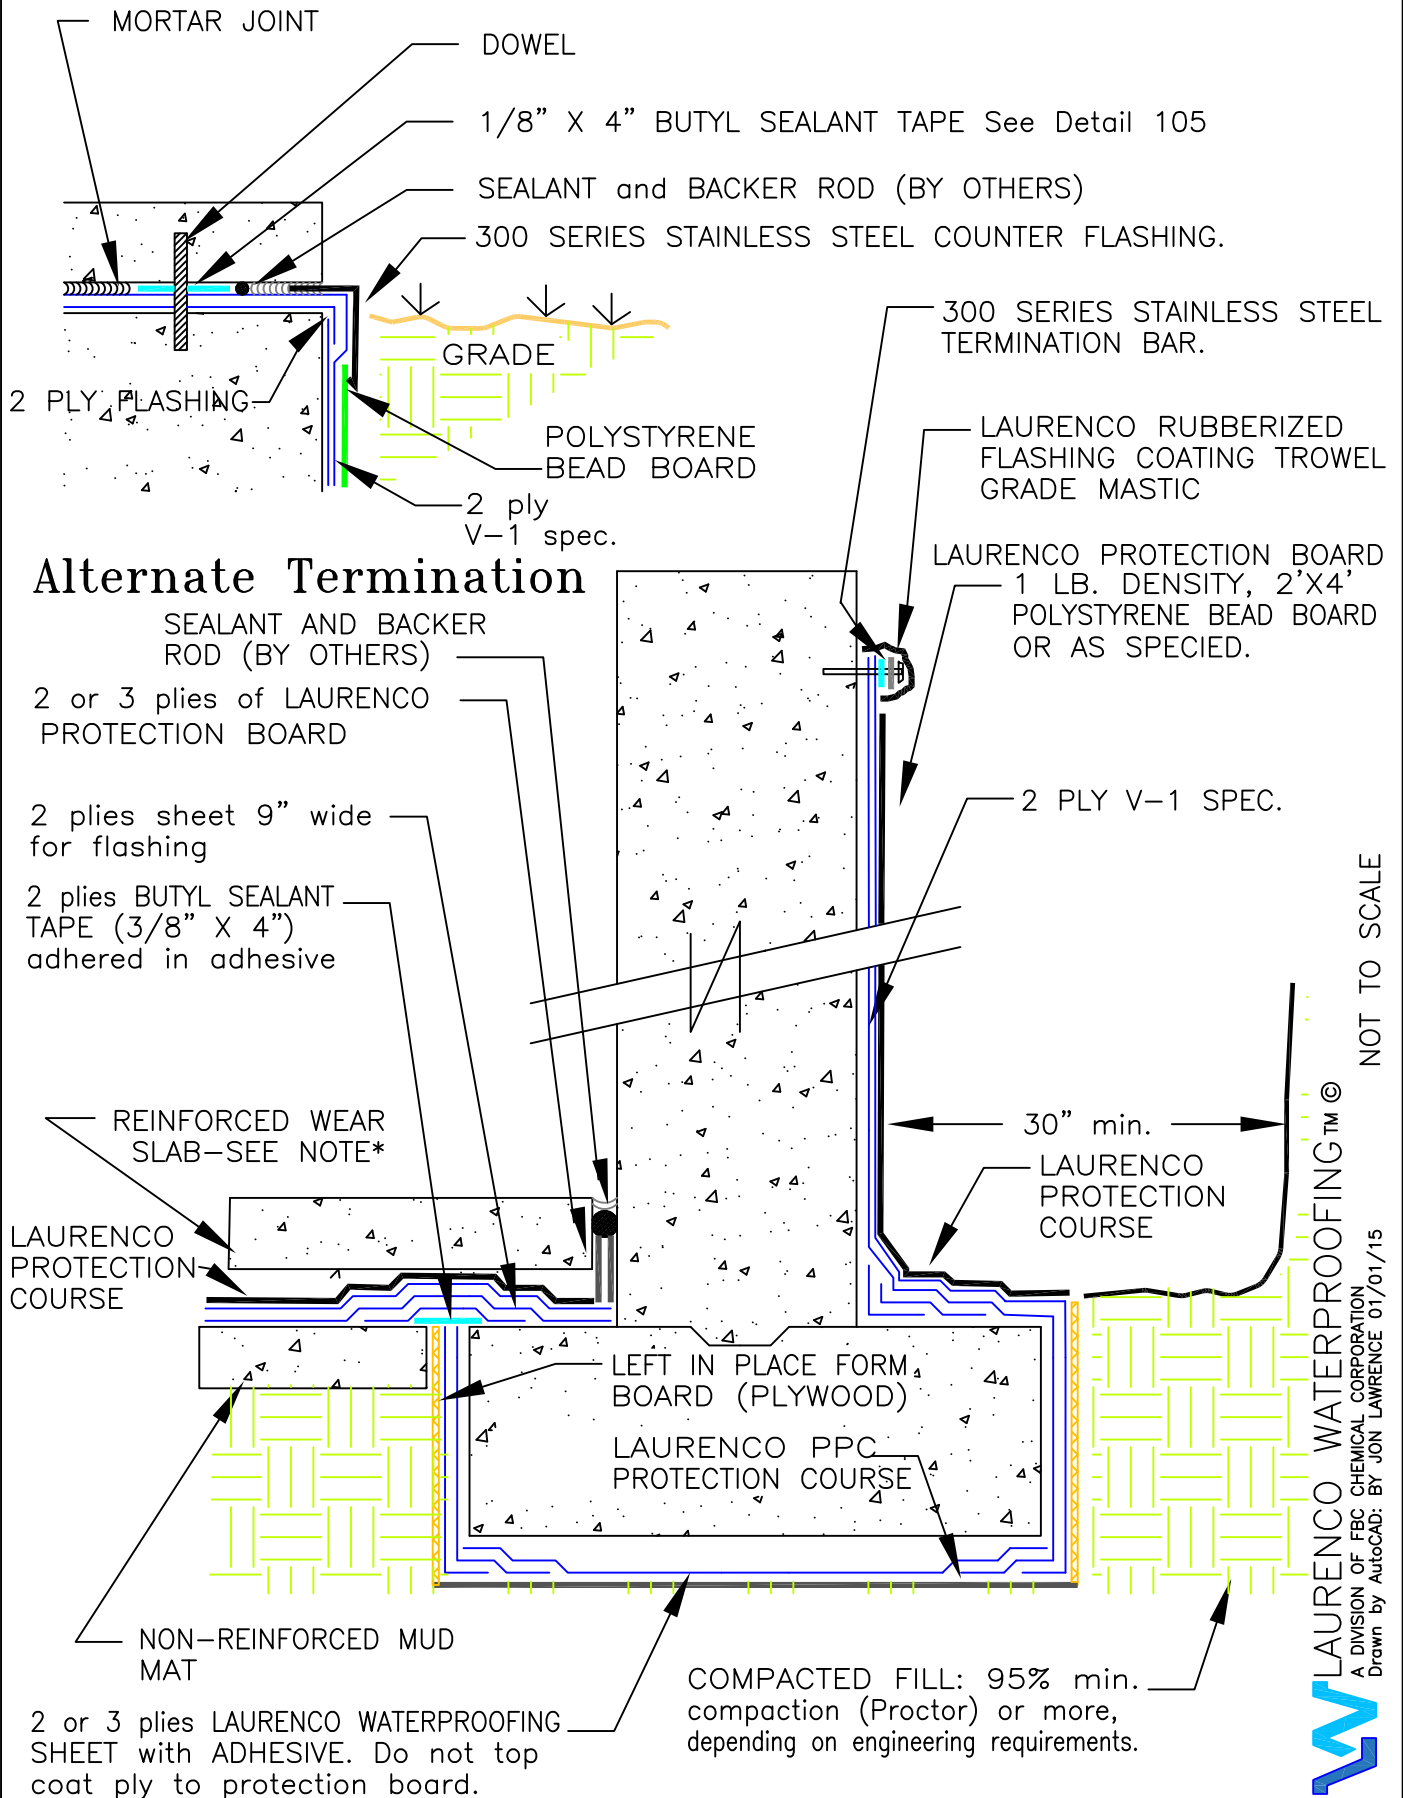 MORTAR JOINT
DOWEL
1/8” X 4” BUTYL SEALANT TAPE See Detail 105
SEALANT and BACKER ROD (BY OTHERS)
300 SERIES STAINLESS STEEL COUNTER FLASHING.
300 SERIES STAINLESS STEEL
TERMINATION BAR.
GRADE
2 PLY FLASHING
POLYSTYRENE
BEAD BOARD
LAURENCO RUBBERIZED
FLASHING COATING TROWEL
GRADE MASTIC
2 ply
V-1 spec.
Alternate Termination
LAURENCO PROTECTION BOARD
1 LB. DENSITY, 2’X4’
POLYSTYRENE BEAD BOARD
OR AS SPECIED.
SEALANT AND BACKER
ROD (BY OTHERS)
2 or 3 plies of LAURENCO
PROTECTION BOARD
2 plies sheet 9” wide
for flashing
2 PLY V-1 SPEC.
2 plies BUTYL SEALANT
TAPE (3/8” X 4”)
adhered in adhesive
NOT TO SCALE
REINFORCED WEAR
SLAB-SEE NOTE*
30” min.
LAURENCO
PROTECTION
COURSE
LAURENCO
PROTECTION
COURSE
LEFT IN PLACE FORM
BOARD (PLYWOOD)
LAURENCO PPC
PROTECTION COURSE
NON-REINFORCED MUD
MAT
2 or 3 plies LAURENCO WATERPROOFING
SHEET with ADHESIVE. Do not top
coat ply to protection board.
COMPACTED FILL: 95% min.
compaction (Proctor) or more,
depending on engineering requirements.
LAURENCO WATERPROOFING™ ©
A DIVISION OF FBC CHEMICAL CORPORATION
Drawn by AutoCAD: BY JON LAWRENCE 01/01/15